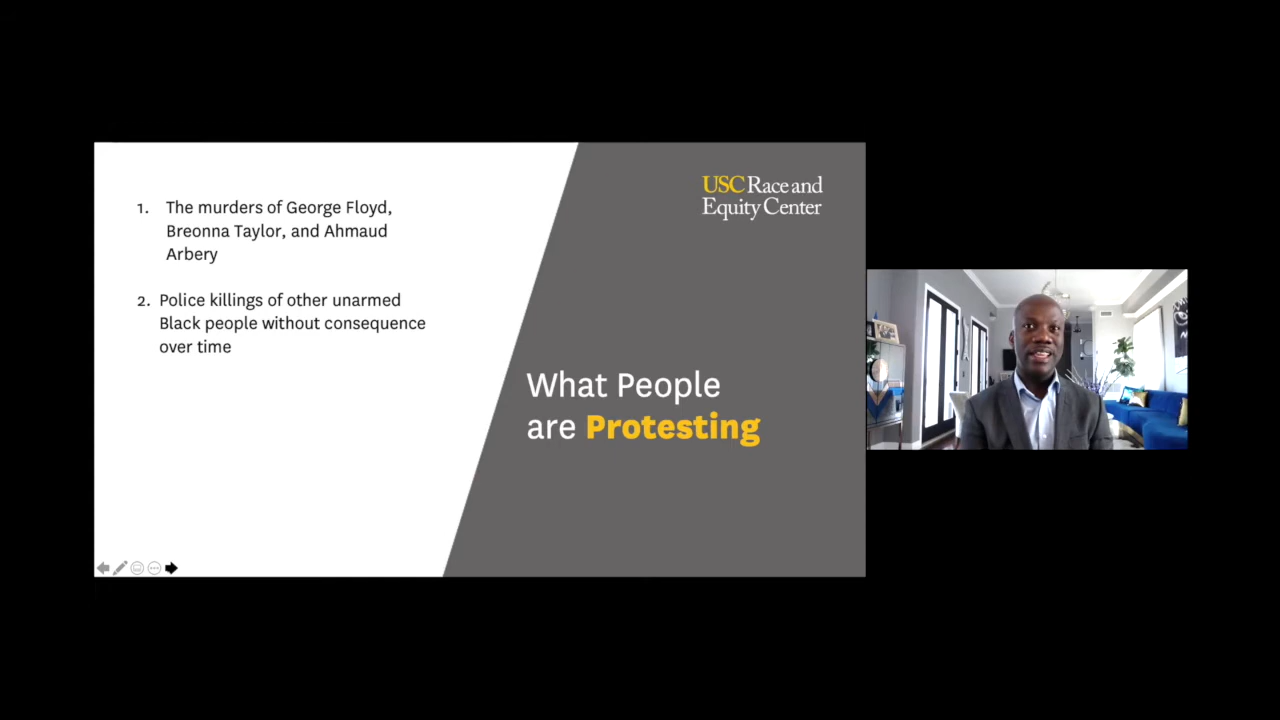 1. The murders of George Floyd,
Breonna Taylor, and Ahmaud
Arbery
2. Police killings of other unarmed
Black people without consequence
over time
USC Race and
Equity Center
What People
are Protesting